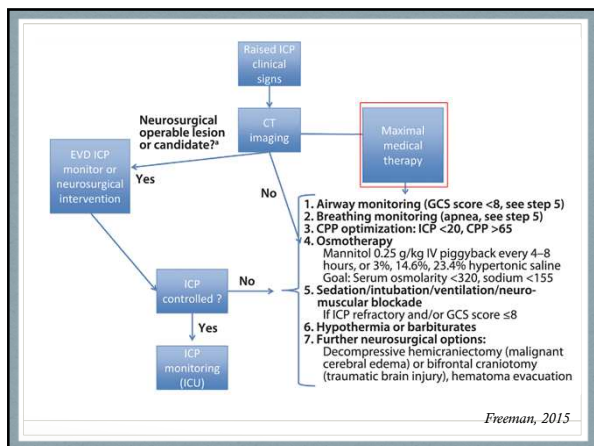 Raised ICP
clinical
signs
Neurosurgical
operable lesion
or candidate?ª
CT
imaging
Maximal
medical
therapy
EVD ICP
monitor or
neurosurgical
intervention
Yes
No
1. Airway monitoring (GCS score <8, see step 5)
2. Breathing monitoring (apnea, see step 5)
3. CPP optimization: ICP <20, CPP >65
4. Osmotherapy
Mannitol 0.25 g/kg IV piggyback every 4–8
hours, or 3%, 14.6%, 23.4% hypertonic saline
Goal: Serum osmolarity <320, sodium <155
5. Sedation/intubation/ventilation/neuro-
muscular blockade
If ICP refractory and/or GCS score ≤8
6. Hypothermia or barbiturates
7. Further neurosurgical options:
Decompressive hemicraniectomy (malignant
cerebral edema) or bifrontal craniotomy
(traumatic brain injury), hematoma evacuation
ICP
controlled ?
No
Yes
ICP
monitoring
(ICU)
Freeman, 2015